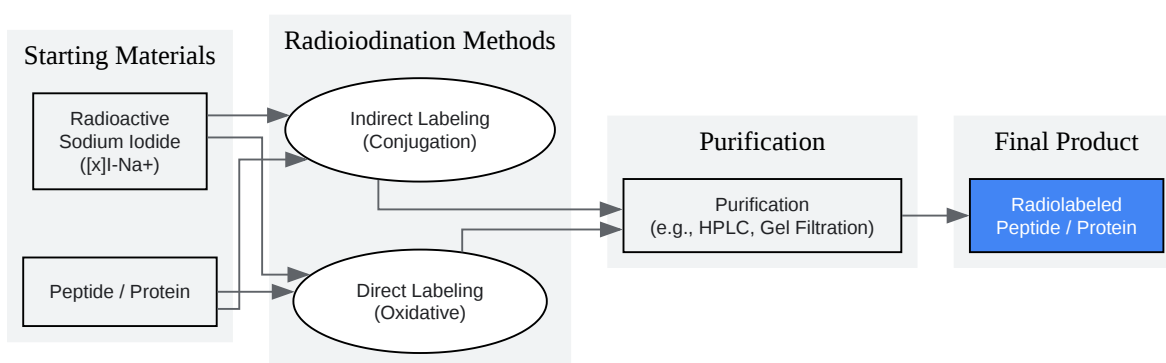 Starting Materials
Radioactive
Sodium Iodide
([x]I-Na+)
Peptide / Protein
Radioiodination Methods
Indirect Labeling
(Conjugation)
Direct Labeling
(Oxidative)
Purification
Purification
(e.g., HPLC, Gel Filtration)
Final Product
Radiolabeled
Peptide / Protein